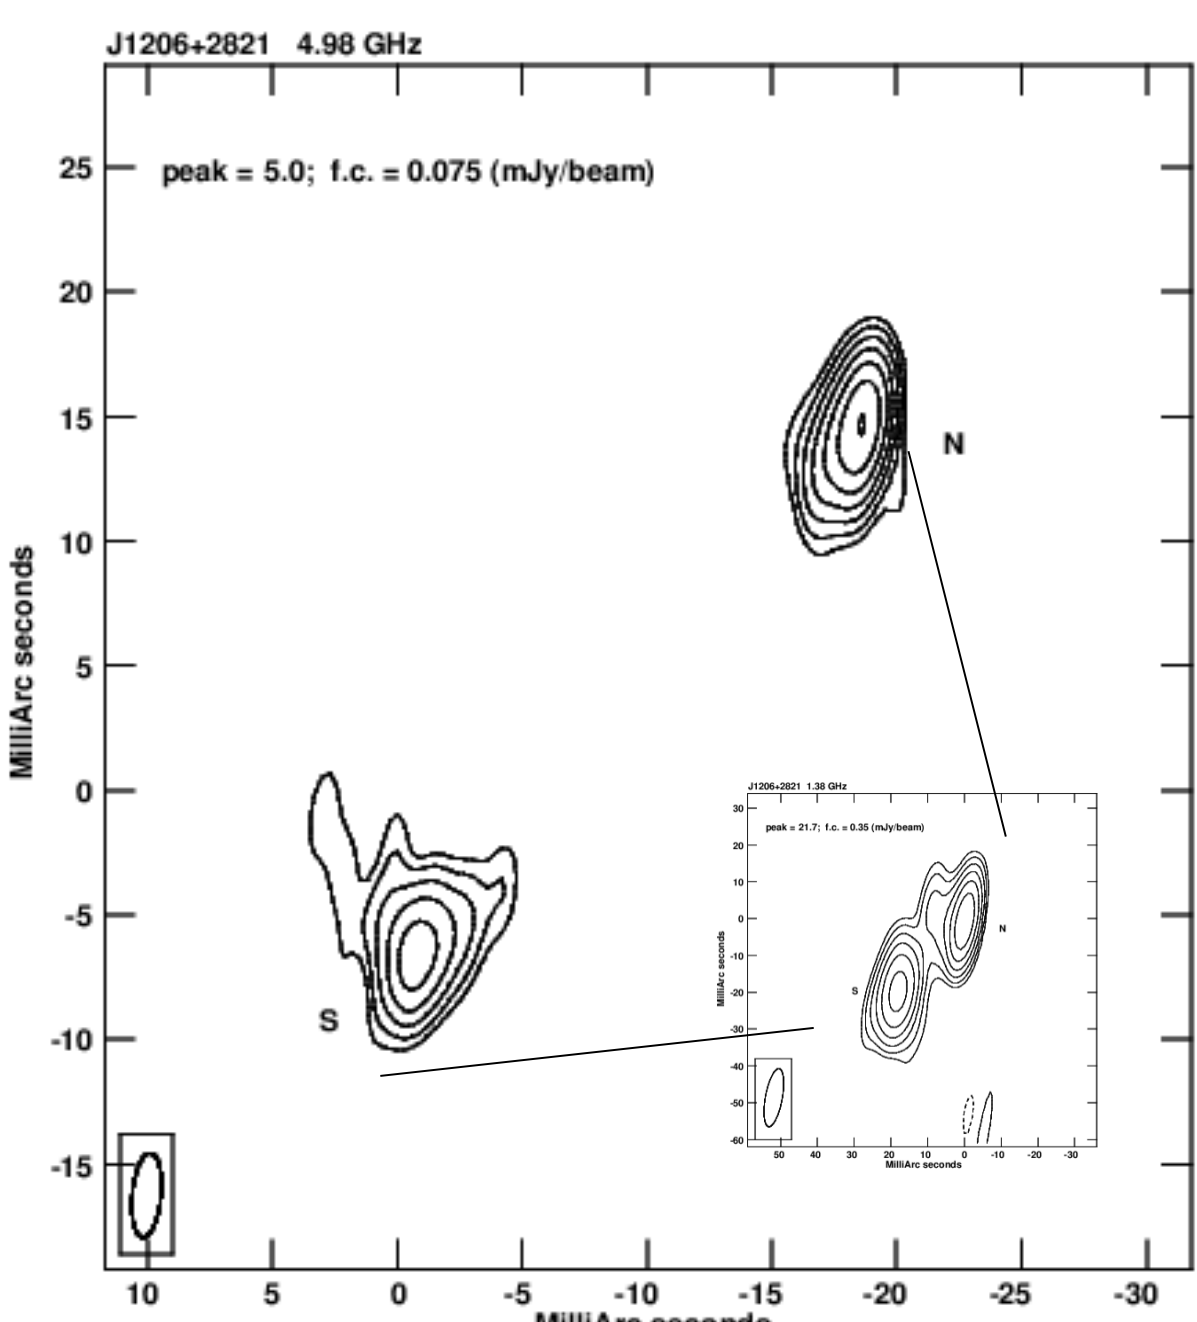 J1206+2821 4.98 GHz
peak = 5.0; f.c. = 0.075 (mJy/beam)
25
20
15
10
5
0
-5
-10
-15
MilliArc seconds
N
S
10 5 0 -5 -10 -15 -20 -25 -30
MilliArc seconds
J1206+2821 1.38 GHz
peak = 21.7; f.c. = 0.35 (mJy/beam)
30
20
10
0
-10
-20
-30
-40
-50
-60
MilliArc seconds
N
S
50 40 30 20 10 0 -10 -20 -30
MilliArc seconds